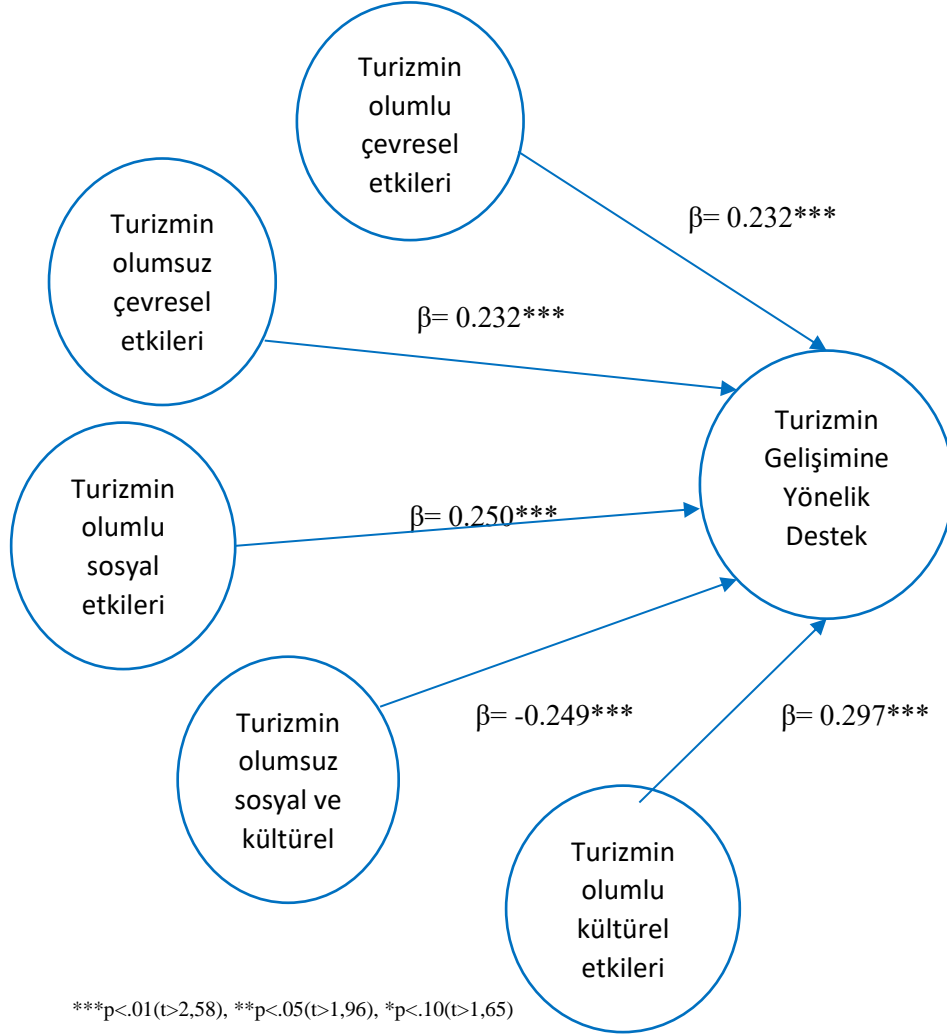 Turizmin
olumlu
çevresel
etkileri
β= 0.232***
Turizmin
olumsuz
çevresel
etkileri
β= 0.232***
Turizmin
Gelişimine
Yönelik
Destek
Turizmin
olumlu
sosyal
etkileri
β= 0.250***
Turizmin
olumsuz
sosyal ve
kültürel
β= -0.249***
β= 0.297***
Turizmin
olumlu
kültürel
etkileri
***p<.01(t>2,58), **p<.05(t>1,96), *p<.10(t>1,65)